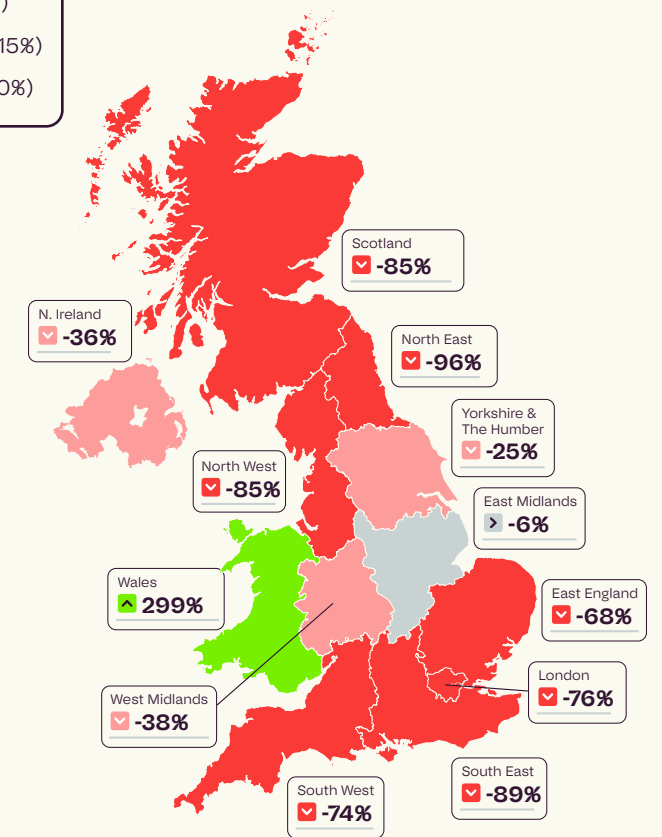 )
15%)
0%)
Scotland
-85%
N. Ireland
-36%
North East
-96%
Yorkshire &
The Humber
-25%
North West
-85%
East Midlands
-6%
Wales
299%
East England
-68%
London
-76%
West Midlands
-38%
South East
-89%
South West
-74%